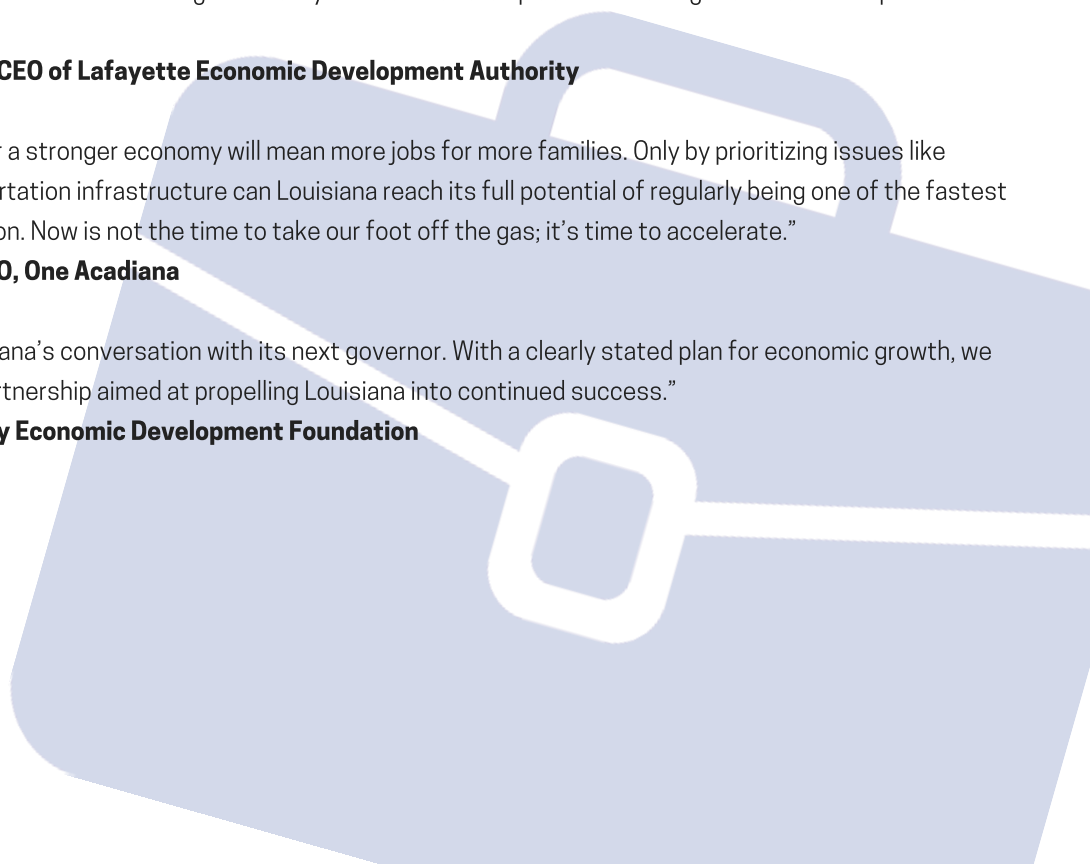 CEO of Lafayette Economic Development Authority
a stronger economy will mean more jobs for more families. Only by prioritizing issues like
rtation infrastructure can Louisiana reach its full potential of regularly being one of the fastest
on. Now is not the time to take our foot off the gas; it’s time to accelerate.”
O, One Acadiana
ana’s conversation with its next governor. With a clearly stated plan for economic growth, we
rtnership aimed at propelling Louisiana into continued success.”
y Economic Development Foundation